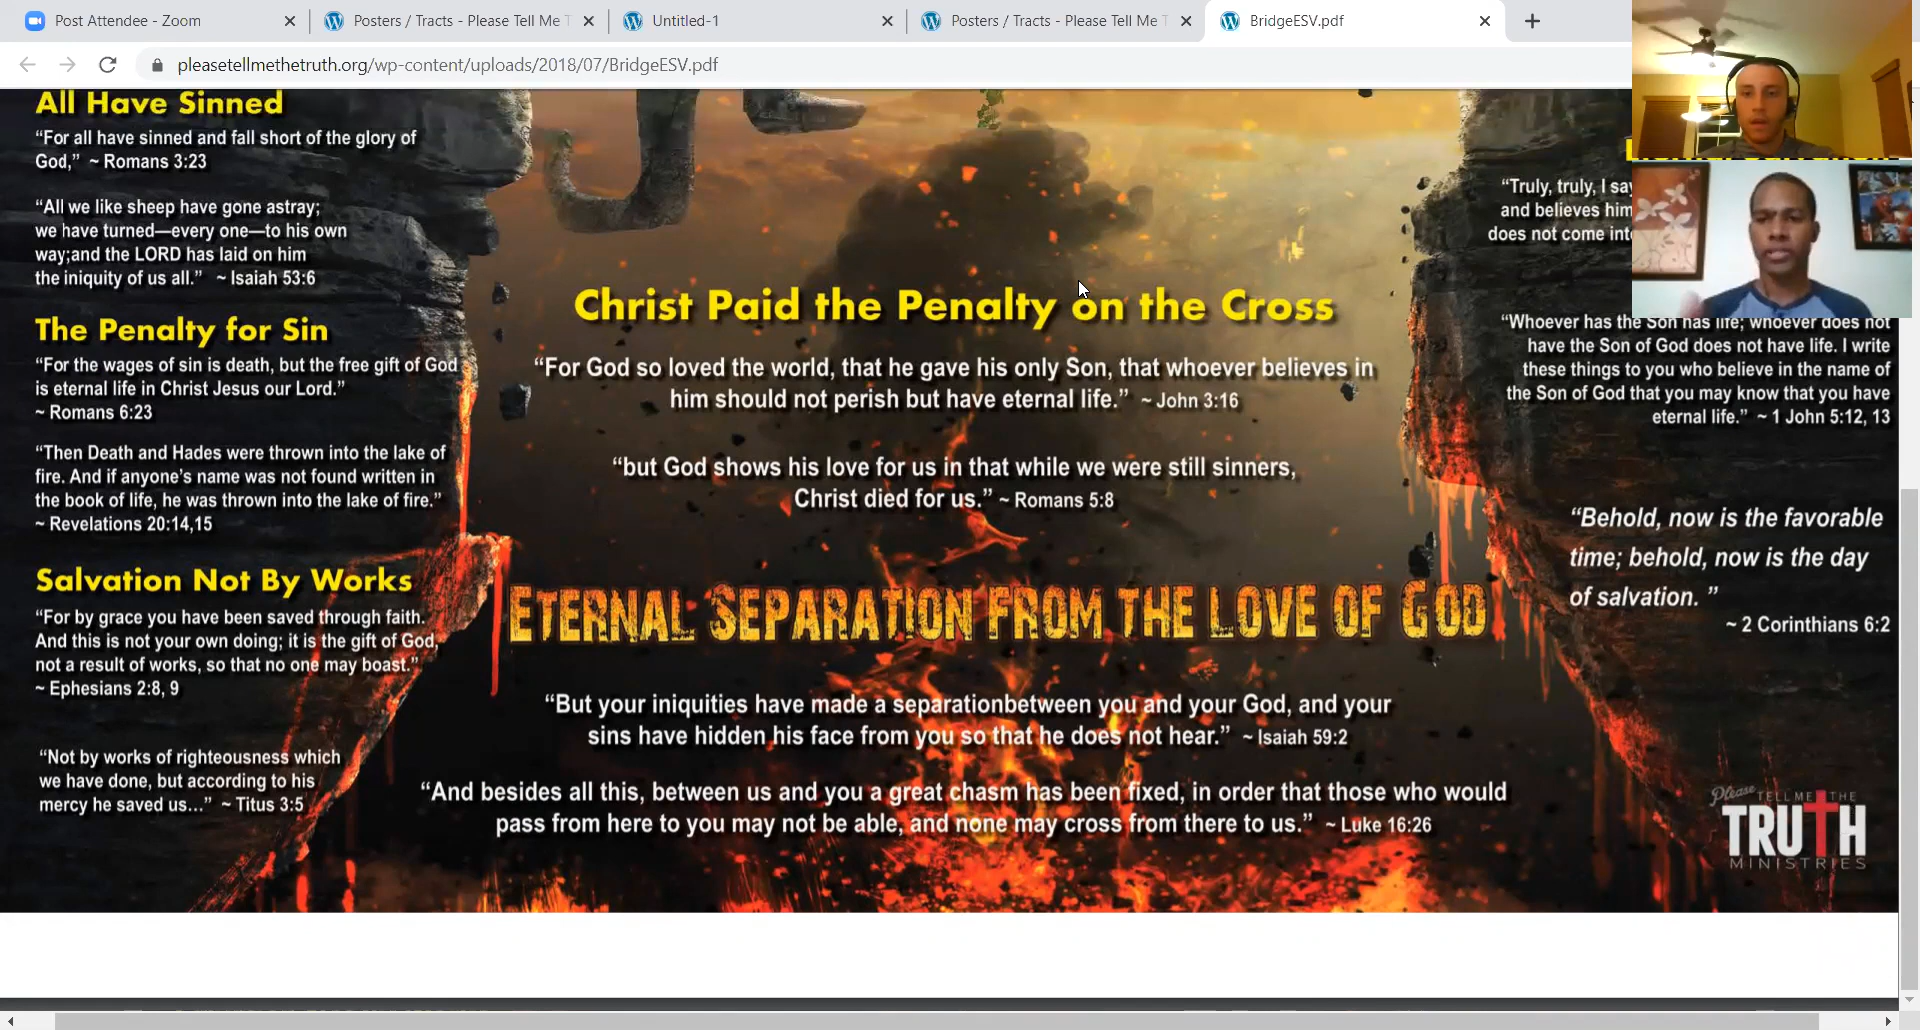 Post Attendee - Zoom
Posters / Tracts - Please Tell Me T
Untitled-1
Posters / Tracts - Please Tell Me T
BridgeESV.pdf
pleasetellmethetruth.org/wp-content/uploads/2018/07/BridgeESV.pdf
All Have Sinned
“For all have sinned and fall short of the glory of
God,” ~ Romans 3:23
“All we like sheep have gone astray;
we have turned—every one—to his own
way;and the LORD has laid on him
the iniquity of us all.” ~ Isaiah 53:6
The Penalty for Sin
“For the wages of sin is death, but the free gift of God
is eternal life in Christ Jesus our Lord.”
~ Romans 6:23
“Then Death and Hades were thrown into the lake of
fire. And if anyone’s name was not found written in
the book of life, he was thrown into the lake of fire.”
~ Revelations 20:14,15
Salvation Not By Works
“For by grace you have been saved through faith.
And this is not your own doing; it is the gift of God,
not a result of works, so that no one may boast.”
~ Ephesians 2:8, 9
“Not by works of righteousness which
we have done, but according to his
mercy he saved us...” ~ Titus 3:5
Christ Paid the Penalty on the Cross
“For God so loved the world, that he gave his only Son, that whoever believes in
him should not perish but have eternal life.” ~ John 3:16
“but God shows his love for us in that while we were still sinners,
Christ died for us.” ~ Romans 5:8
ETERNAL SEPARATION FROM THE LOVE OF GOD
“But your iniquities have made a separationbetween you and your God, and your
sins have hidden his face from you so that he does not hear.” ~ Isaiah 59:2
“And besides all this, between us and you a great chasm has been fixed, in order that those who would
pass from here to you may not be able, and none may cross from there to us.” ~ Luke 16:26
“Truly, truly, I say
and believes him
does not come into
“Whoever has the Son has life; whoever does not
have the Son of God does not have life. I write
these things to you who believe in the name of
the Son of God that you may know that you have
eternal life.” ~ 1 John 5:12, 13
“Behold, now is the favorable
time; behold, now is the day
of salvation. ”
~ 2 Corinthians 6:2
Please TELL ME THE
TRUTH
MINISTRIES